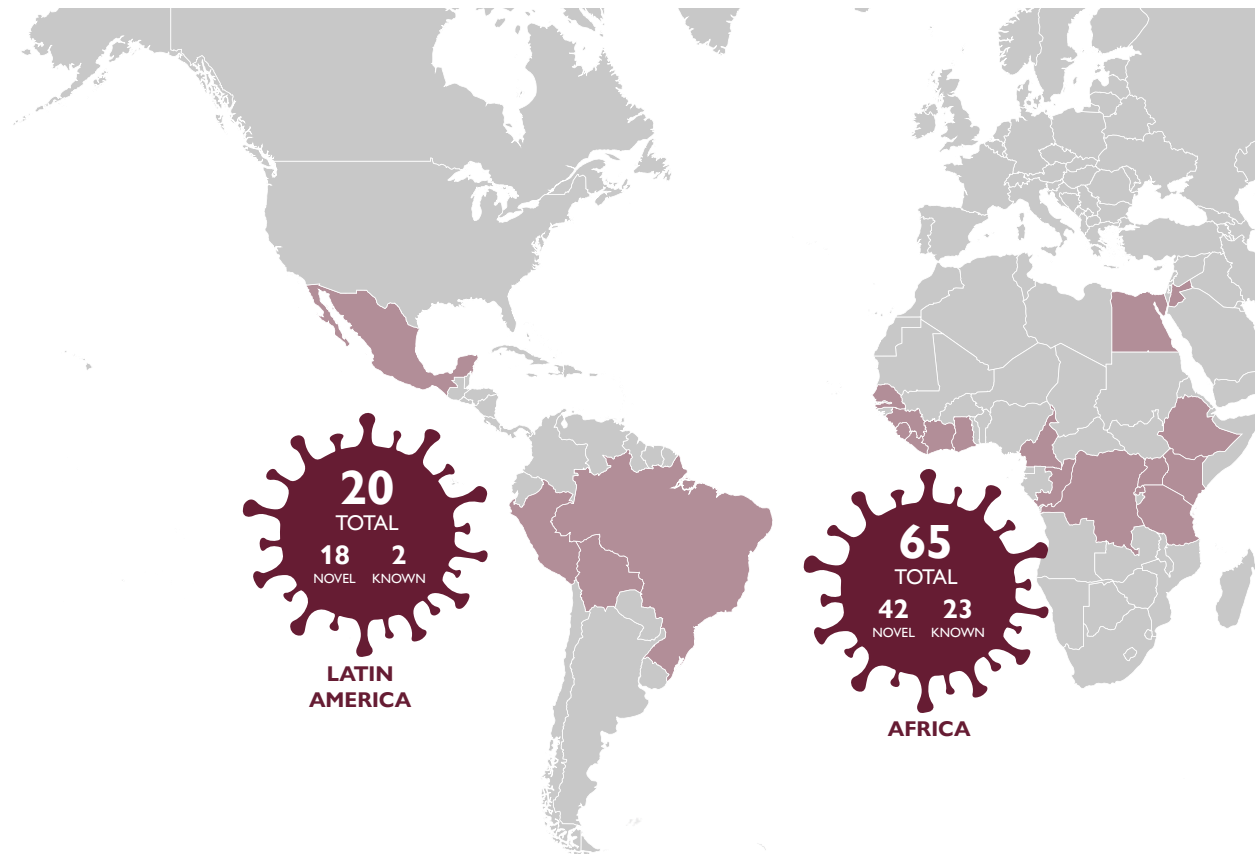 20
TOTAL
18 2
NOVEL KNOWN
LATIN
AMERICA
65
TOTAL
42 23
NOVEL KNOWN
AFRICA